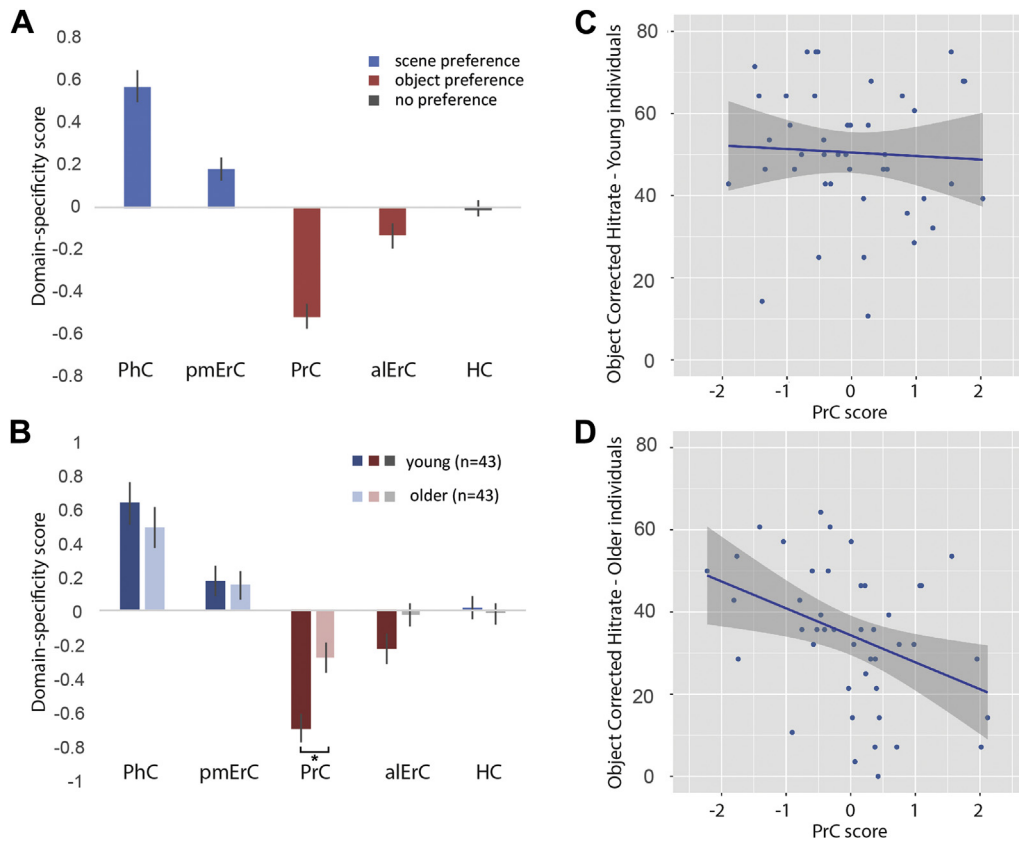 A
Domain-specificity score
0.8
0.6
0.4
0.2
0
-0.2
-0.4
-0.6
-0.8
scene preference
object preference
no preference
PhC pmErC PrC alErC HC
B
Domain-specificity score
1
0.8
0.6
0.4
0.2
0
-0.2
-0.4
-0.6
-0.8
-1
young (n=43)
older (n=43)
*
PhC pmErC PrC alErC HC
C
Object Corrected Hitrate - Young individuals
80
60
40
20
0
-2 -1 0 1 2
PrC score
D
Object Corrected Hitrate - Older individuals
80
60
40
20
0
-2 -1 0 1 2
PrC score